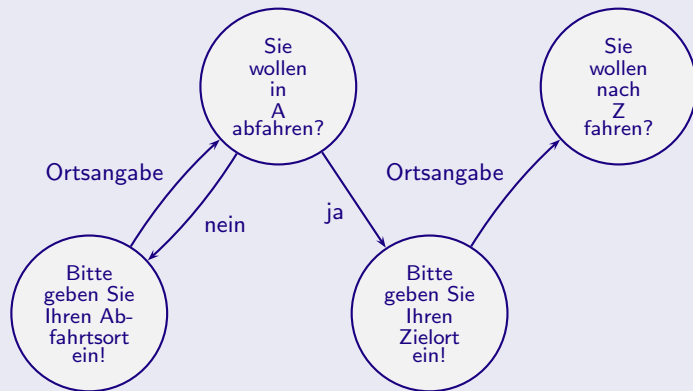 Sie
wollen
in
A
abfahren?
Sie
wollen
nach
Z
fahren?
Ortsangabe
nein
ja
Ortsangabe
Bitte
geben Sie
Ihren Ab-
fahrtsort
ein!
Bitte
geben Sie
Ihren
Zielort
ein!